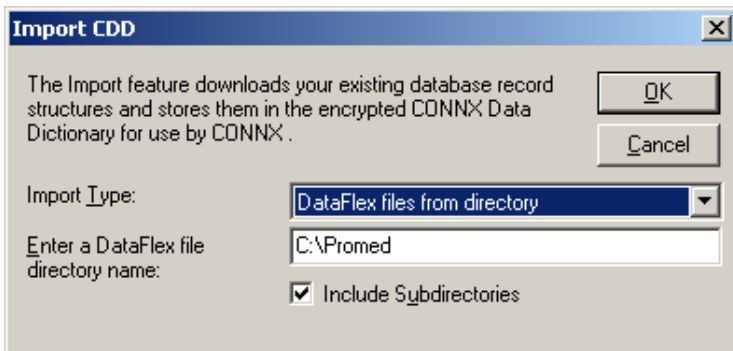 Import CDD
The Import feature downloads your existing database record
structures and stores them in the encrypted CONNX Data
Dictionary for use by CONNX .
OK
Cancel
Import Type:
DataFlex files from directory
Enter a DataFlex file
directory name:
C:\Promed
Include Subdirectories